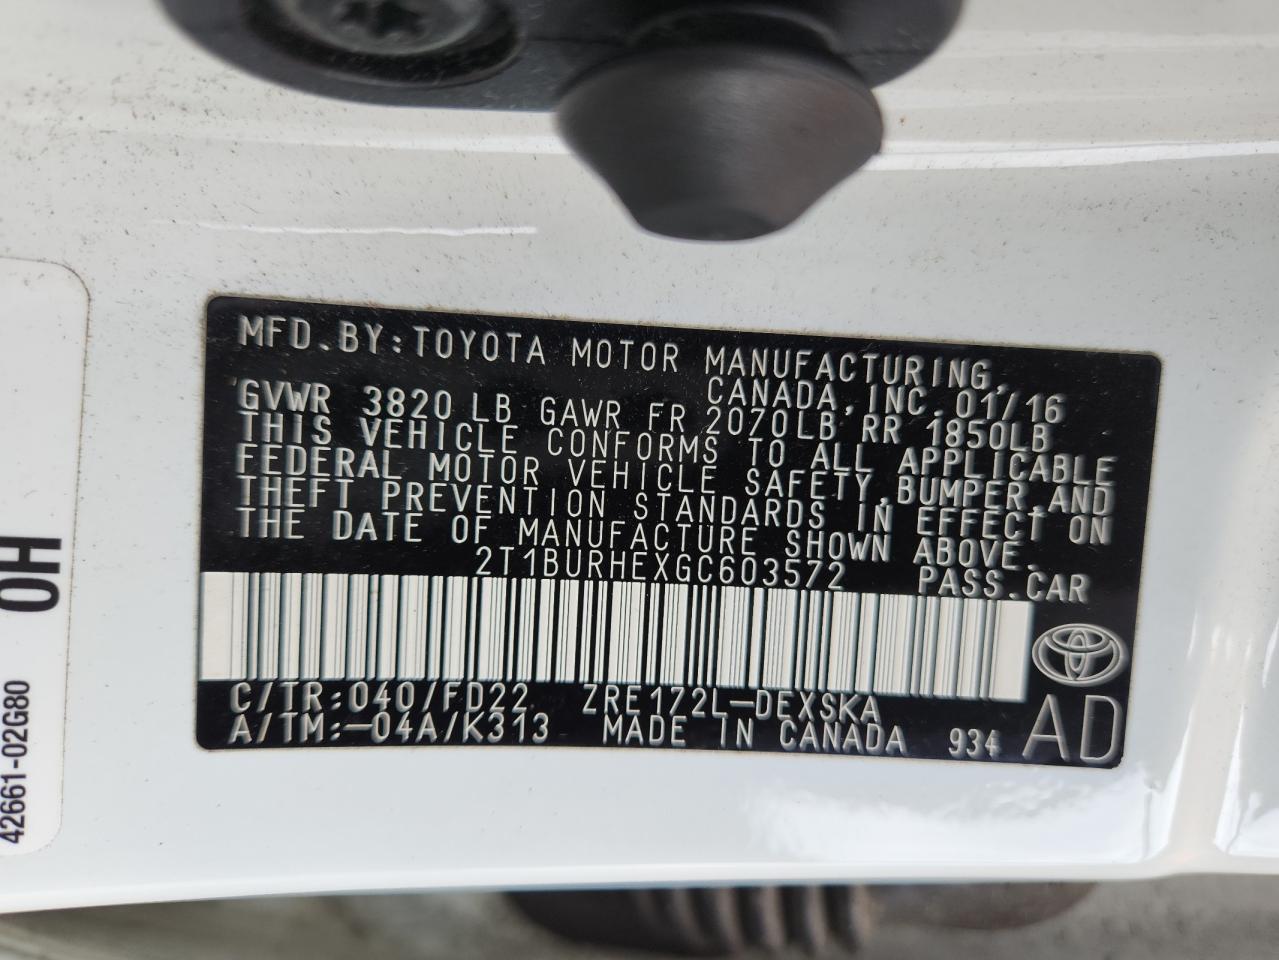 MFD.BY:TOYOTA MOTOR MANUFACTURING,
CANADA,INC.01/16
GVWR 3820LB GAWR FR 2070LB RR 1850LB
THIS VEHICLE CONFORMS TO ALL APPLICABLE
FEDERAL MOTOR VEHICLE SAFETY,BUMPER,AND
THEFT PREVENTION STANDARDS IN EFFECT ON
THE DATE OF MANUFACTURE SHOWN ABOVE.
2T1BURHEXGC603572 PASS.CAR
C/TR:040/FD22 ZRE172L-DEXSKA
A/TM:-04A/K313 MADE IN CANADA 934 AD
0H
42661-02G80